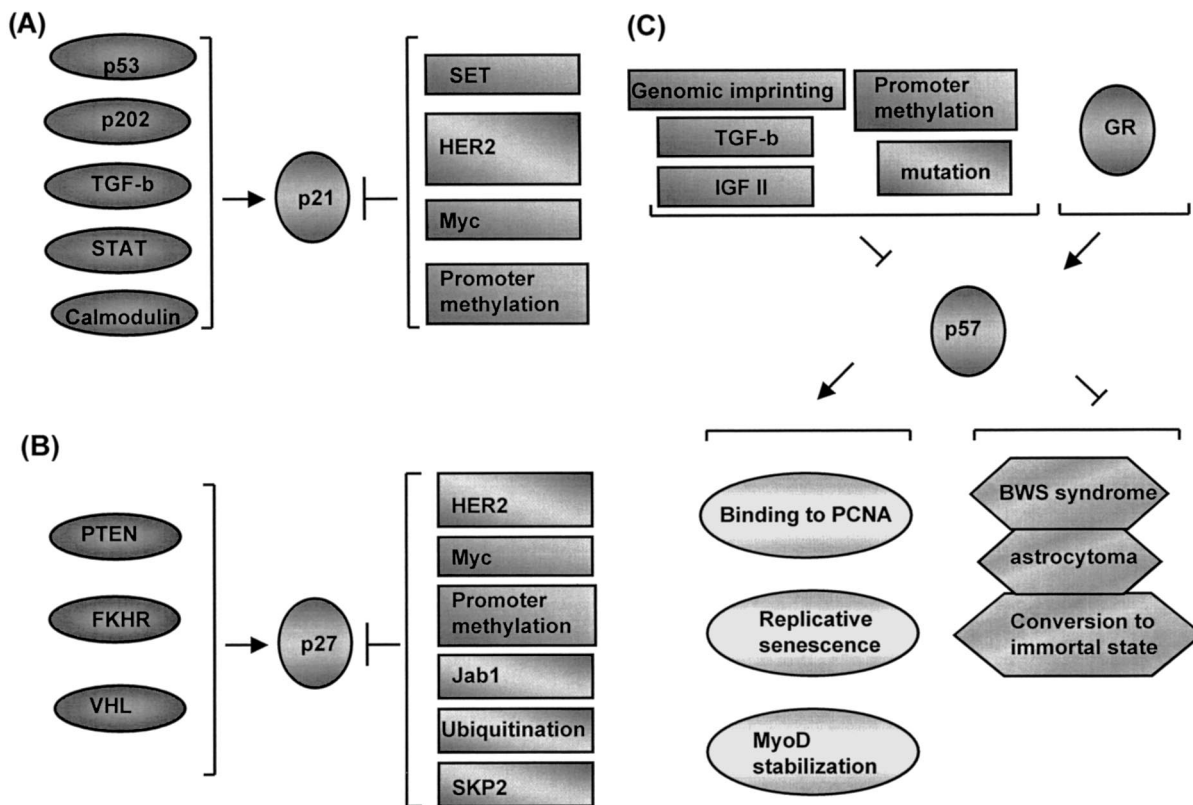 (A)
p53
p202
TGF-b
STAT
Calmodulin
p21
SET
HER2
Myc
Promoter
methylation
(B)
PTEN
FKHR
VHL
p27
HER2
Myc
Promoter
methylation
Jab1
Ubiquitination
SKP2
(C)
Genomic imprinting
TGF-b
IGF II
Promoter
methylation
mutation
GR
p57
Binding to PCNA
Replicative
senescence
MyoD
stabilization
BWS syndrome
astrocytoma
Conversion to
immortal state